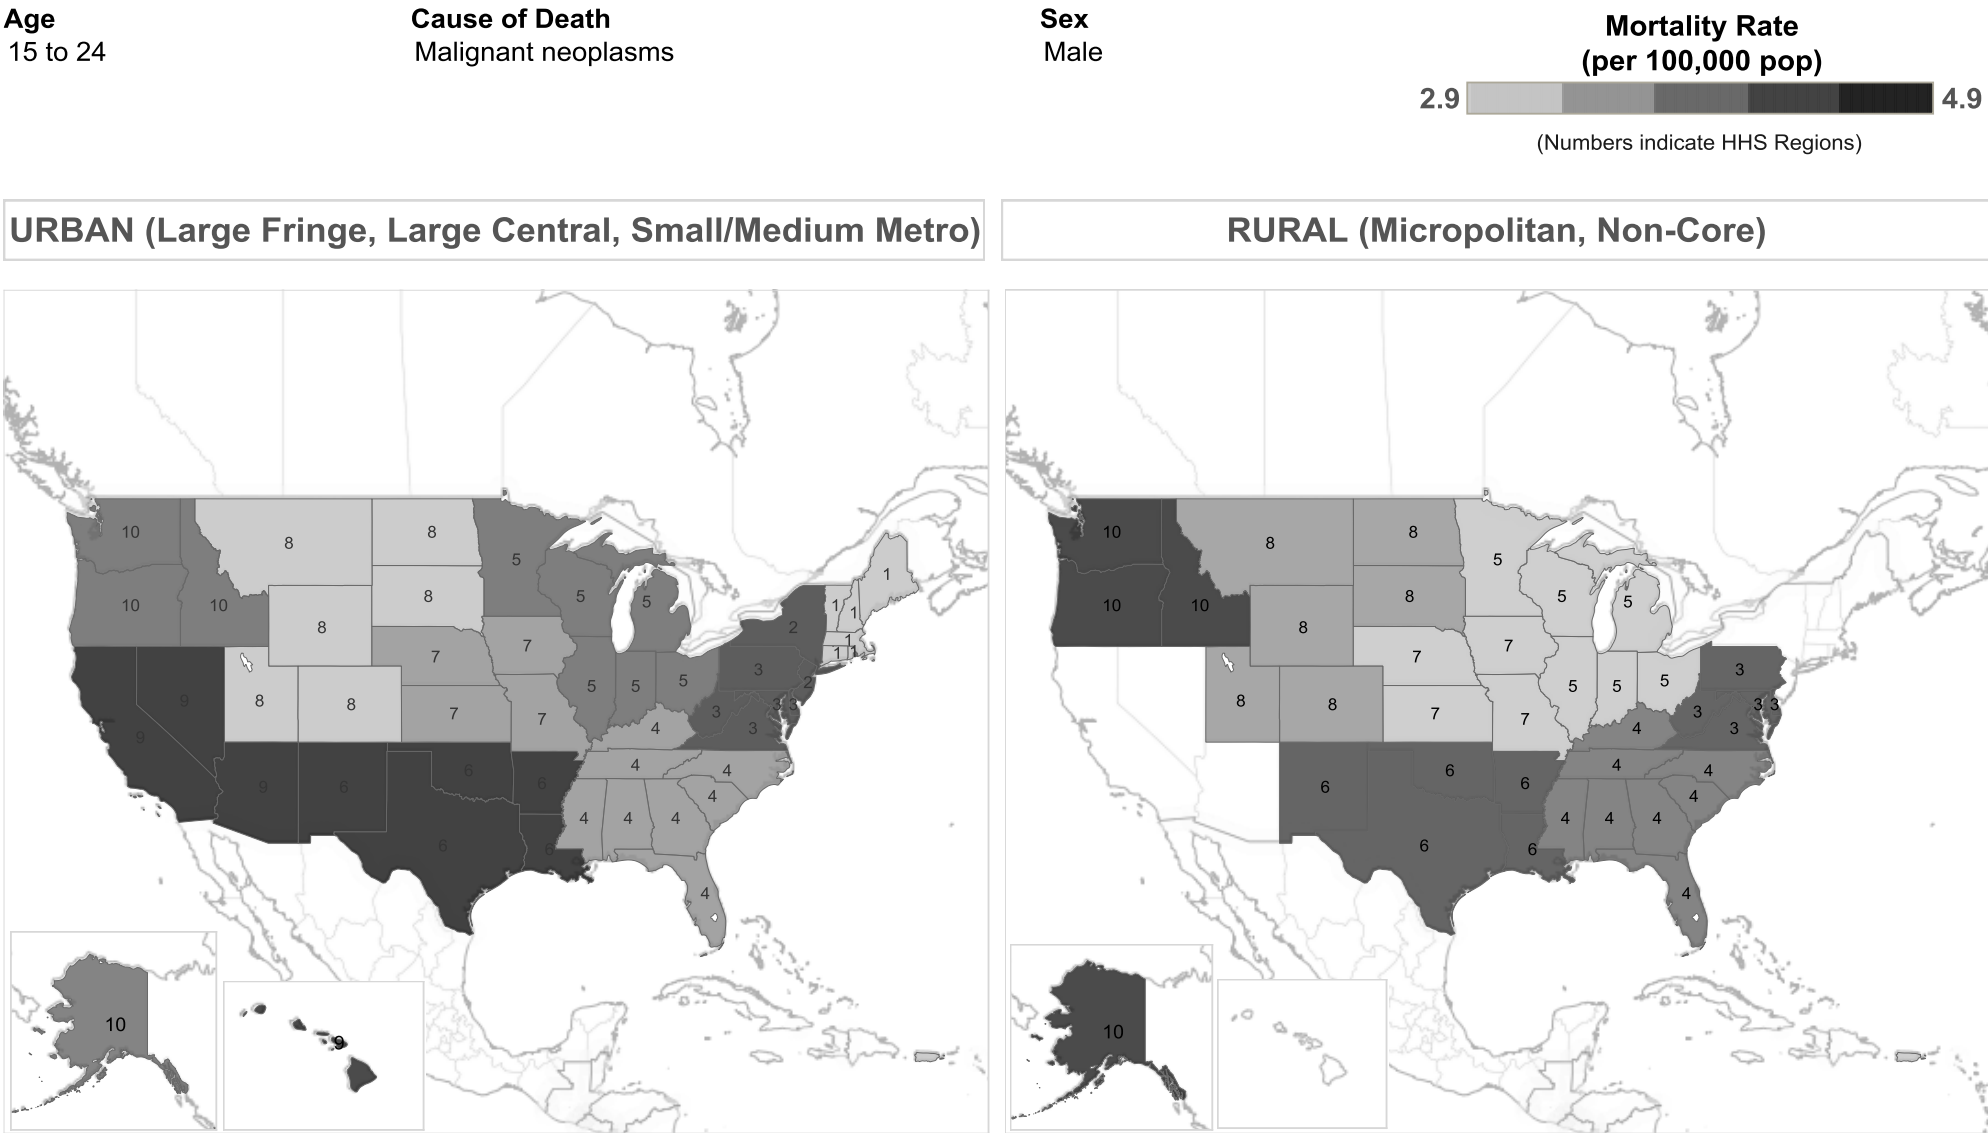 Age
15 to 24
Cause of Death
Malignant neoplasms
Sex
Male
Mortality Rate
(per 100,000 pop)
2.9 4.9
(Numbers indicate HHS Regions)
URBAN (Large Fringe, Large Central, Small/Medium Metro)
RURAL (Micropolitan, Non-Core)
10 8 8 5 1
10 10 8 8 5 5 1 1
8 7 7 2 1
9 9 8 8 7 7 5 5 5 3 2 1 1
4 3 3 3 3
9 6 6 6 4 4
6 6 4 4 4 4
4
10
9
10 8 8 5
10 10 8 8 5 5
8 7 7 3
8 8 7 7 5 5 5
4 3 3 3 3
6 6 6 4 4
6 6 4 4 4 4
4
10